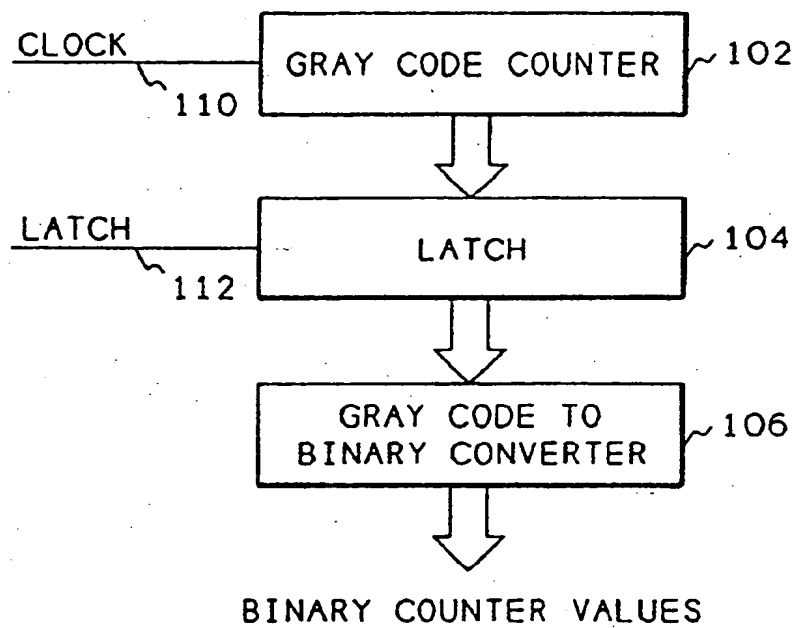 CLOCK
110
GRAY CODE COUNTER
102
LATCH
112
LATCH
104
GRAY CODE TO
BINARY CONVERTER
106
BINARY COUNTER VALUES